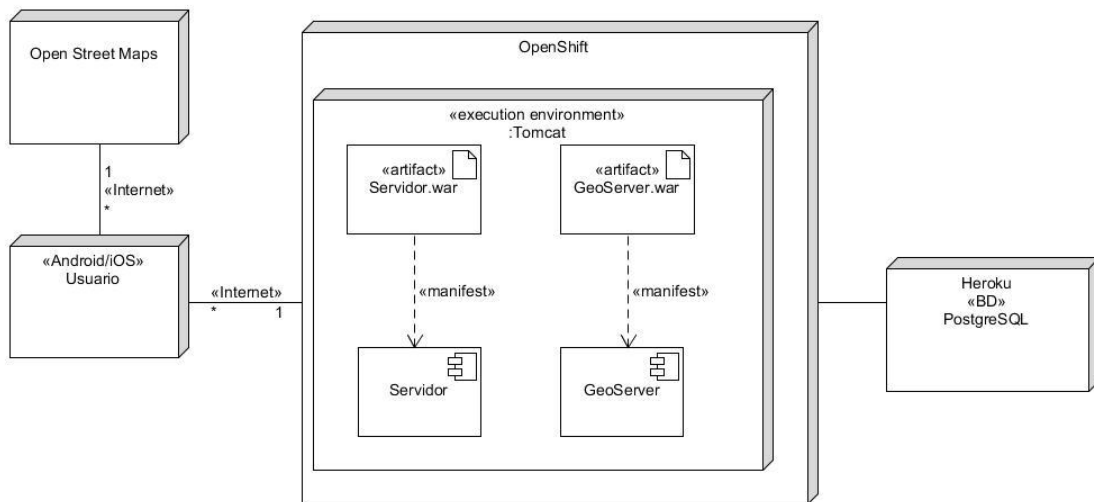 Open Street Maps
1
«Internet»
*
«Android/iOS»
Usuario
«Internet»
* 1
OpenShift
«execution environment»
:Tomcat
«artifact»
Servidor.war
«manifest»
Servidor
«artifact»
GeoServer.war
«manifest»
GeoServer
Heroku
«BD»
PostgreSQL